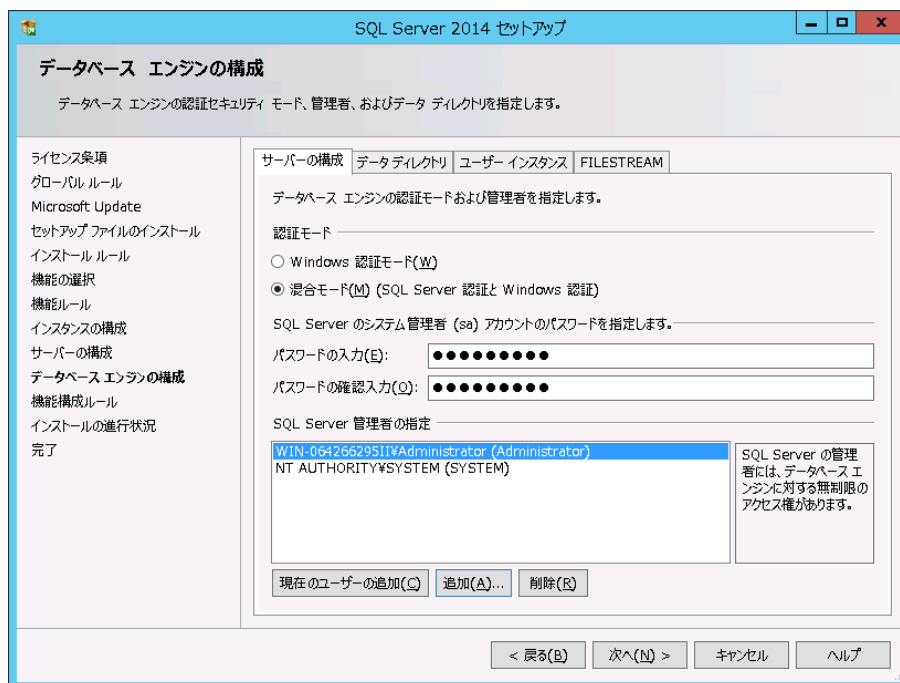 SQL Server 2014 セットアップ
データベース エンジンの構成
データベース エンジンの認証セキュリティ モード、管理者、およびデータ ディレクトリを指定します。
ライセンス条項
グローバル ルール
Microsoft Update
セットアップ ファイルのインストール
インストール ルール
機能の選択
機能ルール
インスタンスの構成
サーバーの構成
データベース エンジンの構成
機能構成ルール
インストールの進行状況
完了
サーバーの構成 データ ディレクトリ ユーザー インスタンス FILESTREAM
データベース エンジンの認証モードおよび管理者を指定します。
認証モード
Windows 認証モード(W)
混合モード(M) (SQL Server 認証と Windows 認証)
SQL Server のシステム管理者 (sa) アカウントのパスワードを指定します。
パスワードの入力(E): ●●●●●●●●●
パスワードの確認入力(O): ●●●●●●●●●
SQL Server 管理者の指定
WIN-064266295II¥Administrator (Administrator)
NT AUTHORITY¥SYSTEM (SYSTEM)
SQL Server の管理
者には、データベース エ
ンジンに対する無制限の
アクセス権があります。
現在のユーザーの追加(C) 追加(A)... 削除(R)
< 戻る(B) 次へ(N) > キャンセル ヘルプ